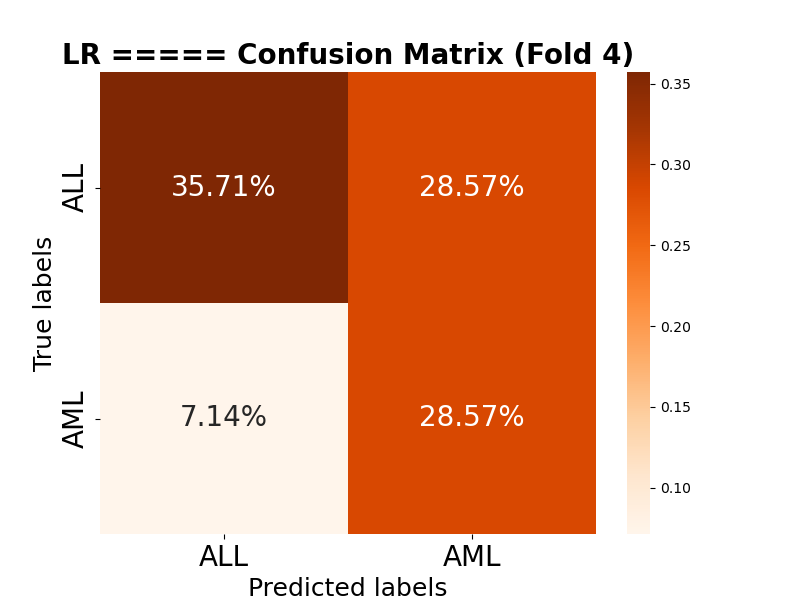 LR ===== Confusion Matrix (Fold 4)
True labels
ALL
AML
35.71%
28.57%
7.14%
28.57%
ALL
AML
Predicted labels
0.35
0.30
0.25
0.20
0.15
0.10